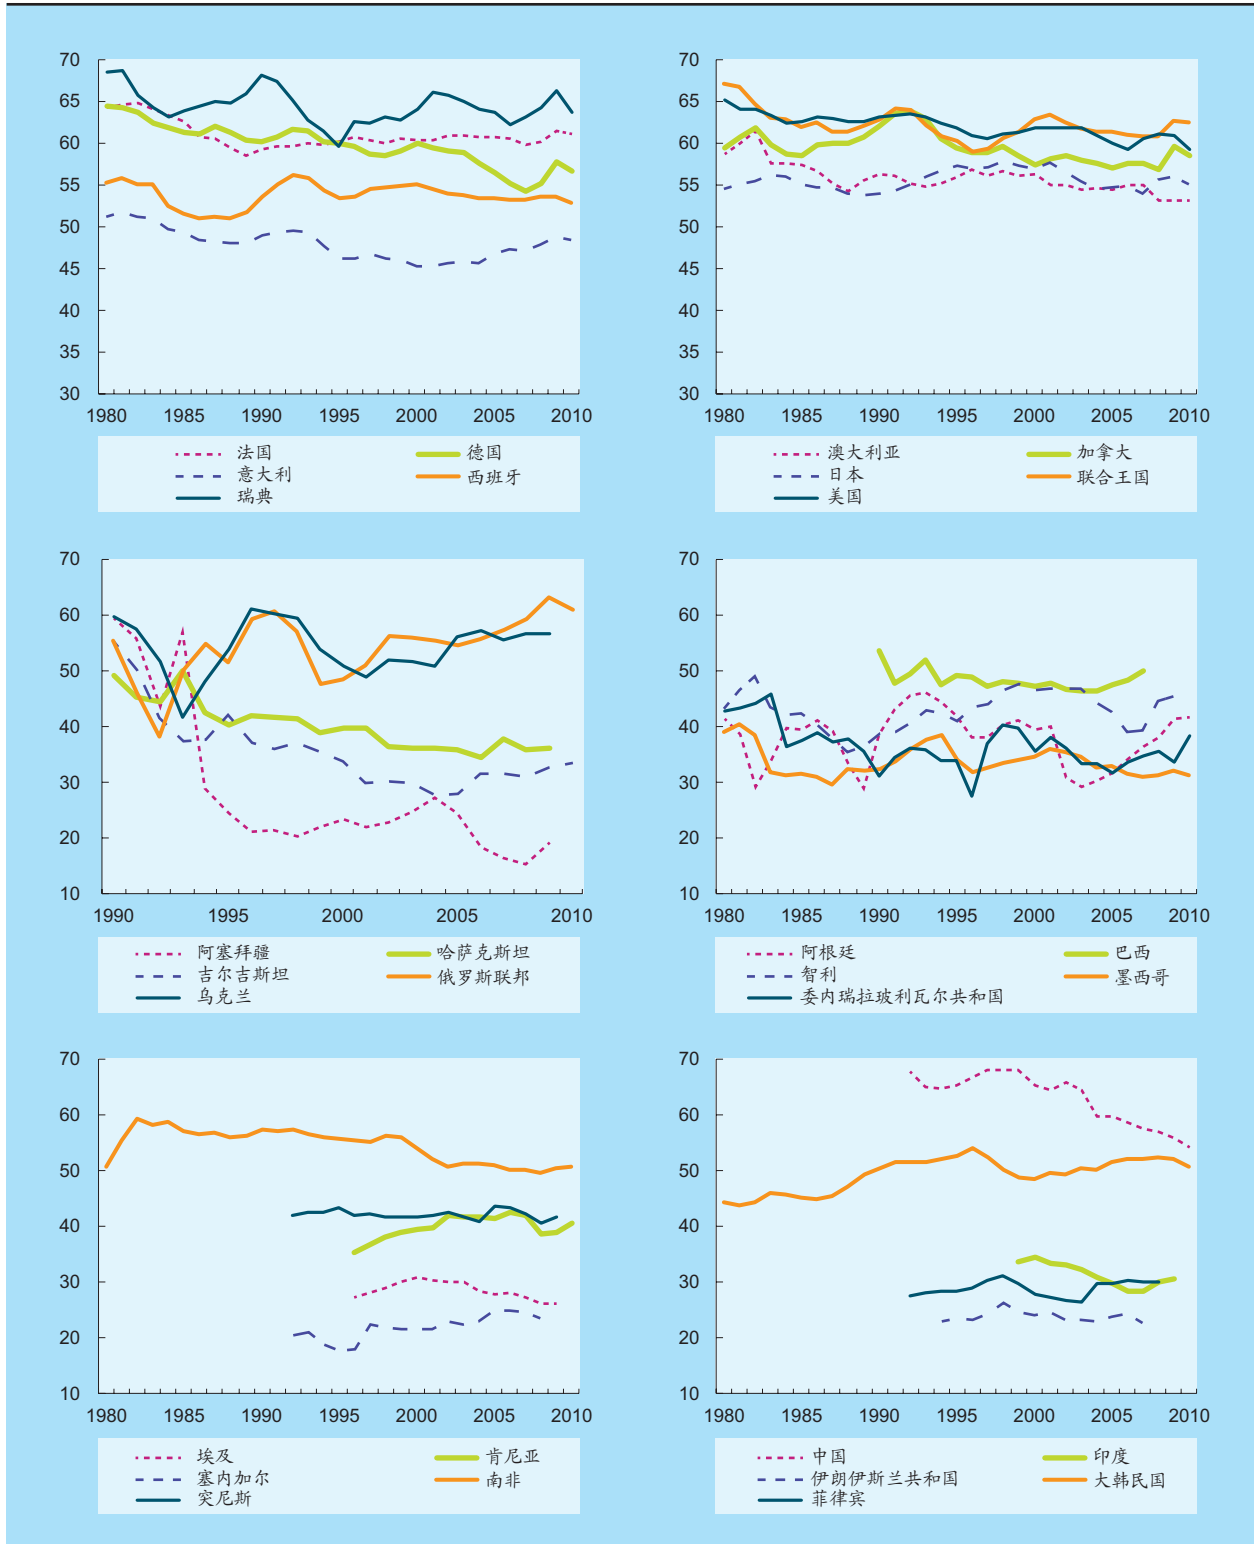 70
65
60
55
50
45
40
35
30
1980 1985 1990 1995 2000 2005 2010
法国 德国
意大利 西班牙
瑞典
70
65
60
55
50
45
40
35
30
1980 1985 1990 1995 2000 2005 2010
澳大利亚 加拿大
日本 联合王国
美国
70
60
50
40
30
20
10
1990 1995 2000 2005 2010
阿塞拜疆 哈萨克斯坦
吉尔吉斯坦 俄罗斯联邦
乌克兰
70
60
50
40
30
20
10
1980 1985 1990 1995 2000 2005 2010
阿根廷 巴西
智利 墨西哥
委内瑞拉玻利瓦尔共和国
70
60
50
40
30
20
10
1980 1985 1990 1995 2000 2005 2010
埃及 肯尼亚
塞内加尔 南非
突尼斯
70
60
50
40
30
20
10
1980 1985 1990 1995 2000 2005 2010
中国 印度
伊朗伊斯兰共和国 大韩民国
菲律宾